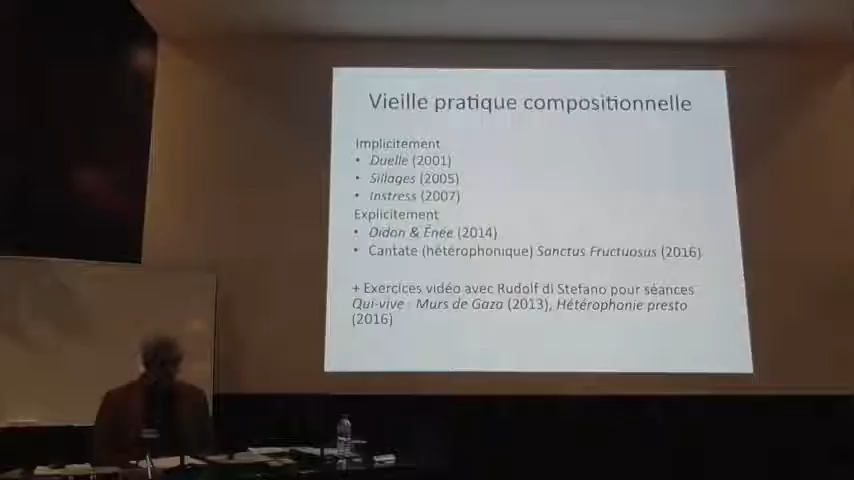 Vieille pratique compositionnelle
Implicitement
• Duelle (2001)
• Sillages (2005)
• Instress (2007)
Explicitement
• Didon & Énée (2014)
• Cantate (hétérophonique) Sanctus Fructuosus (2016)
+ Exercices vidéo avec Rudolf di Stefano pour séances
Qui-vive : Murs de Gaza (2013), Hétérophonie presto
(2016)